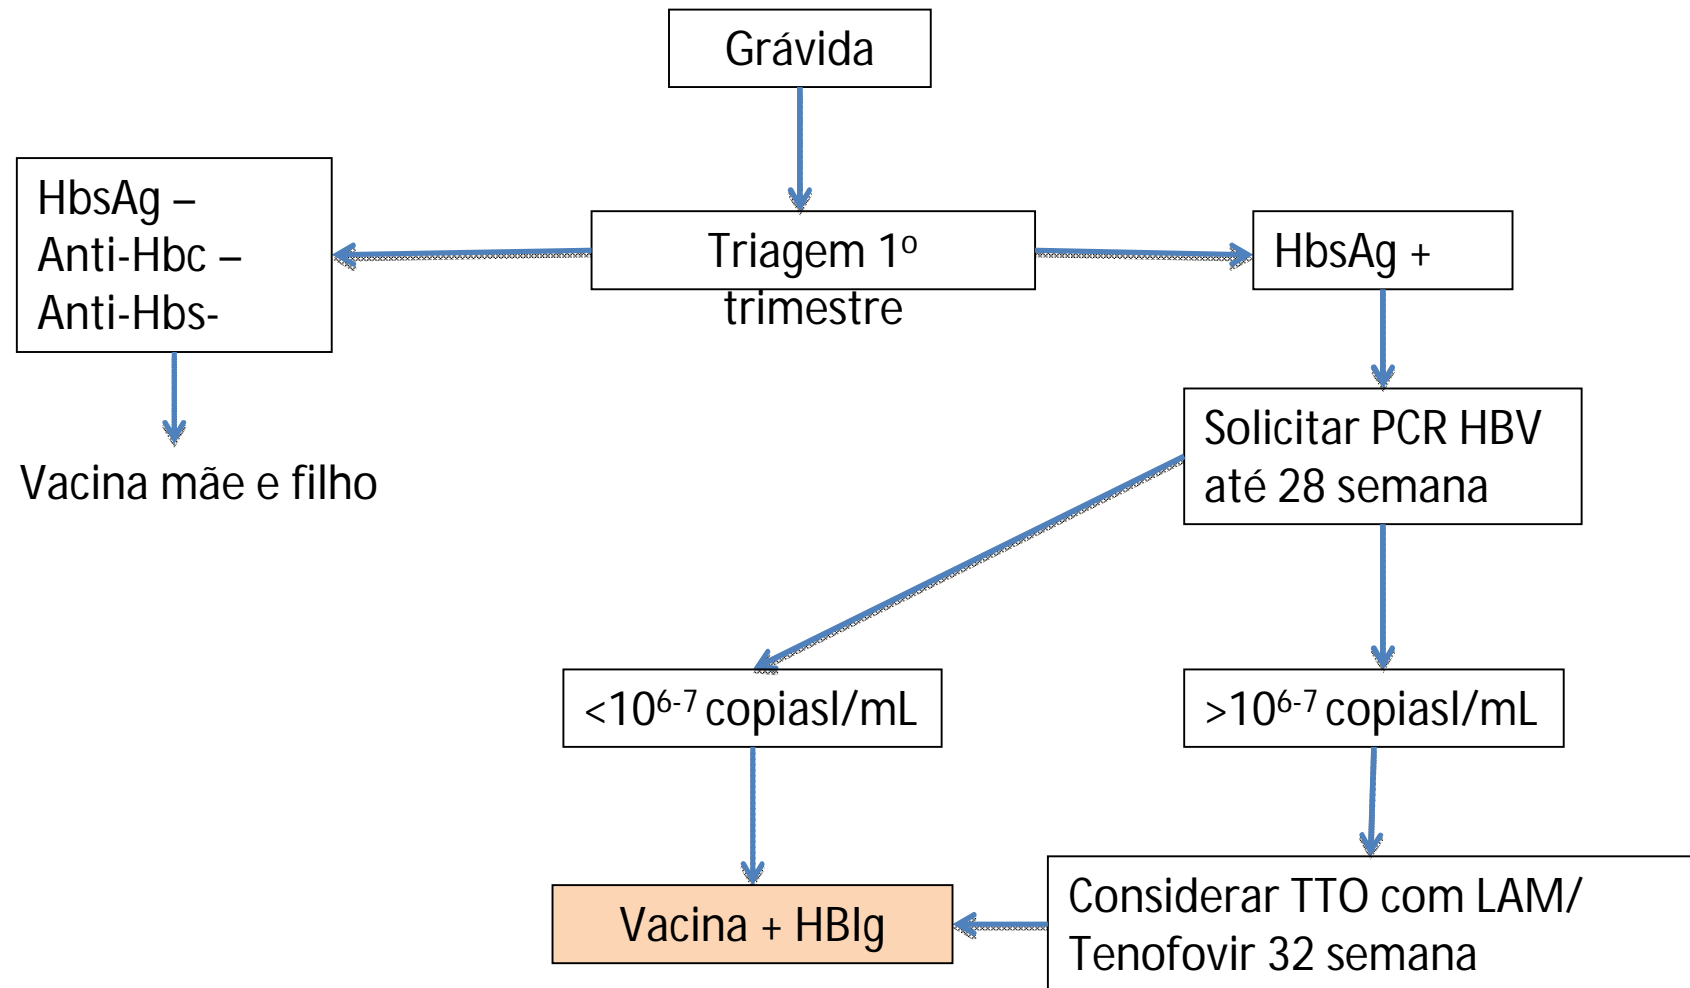 Grávida
HbsAg –
Anti-Hbc –
Anti-Hbs-
Triagem 1º
trimestre
HbsAg +
Vacina mãe e filho
Solicitar PCR HBV
até 28 semana
<10⁶⁻⁷ copiasl/mL
>10⁶⁻⁷ copiasl/mL
Vacina + HBIg
Considerar TTO com LAM/
Tenofovir 32 semana